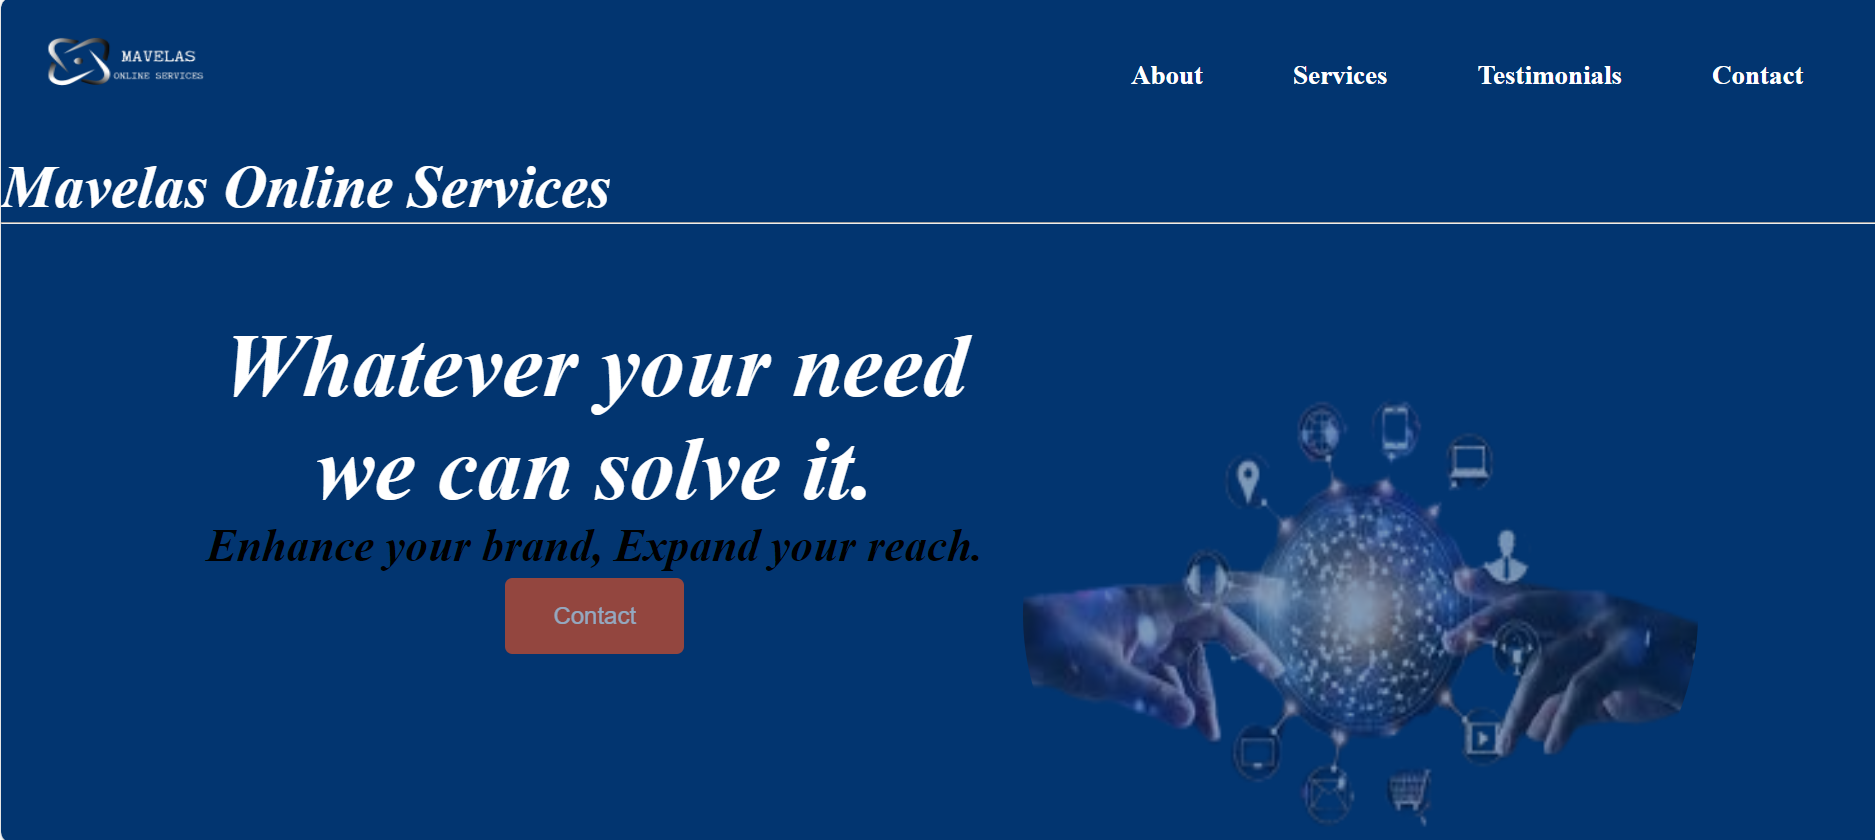 MAVELAS
ONLINE SERVICES
About Services Testimonials Contact
Mavelas Online Services
Whatever your need
we can solve it.
Enhance your brand, Expand your reach.
Contact